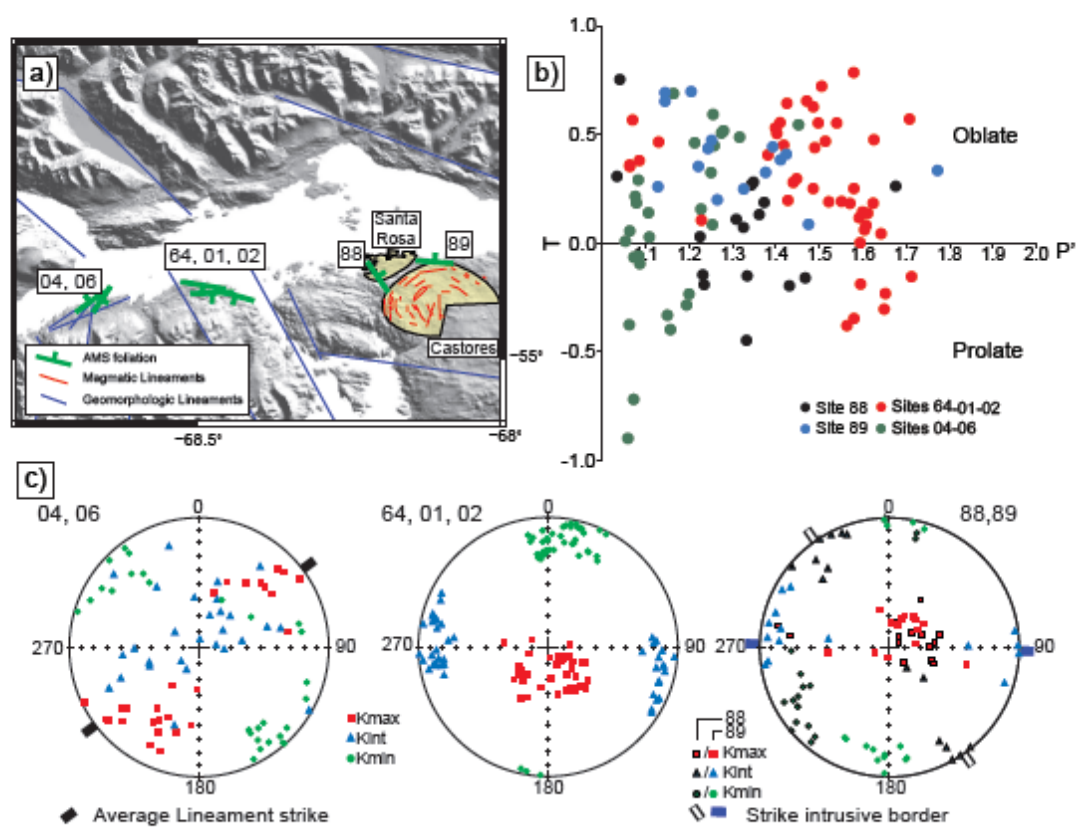 a)
Santa
Rosa
88
89
64, 01, 02
04, 06
Castores
AMS foliation
Magmatic Lineaments
Geomorphologic Lineaments
−55°
−68.5°
−68°
b)
1.0
0.5
0.0
-0.5
-1.0
T
1.1 1.2 1.3 1.4 1.5 1.6 1.7 1.8 1.9 2.0 P'
Oblate
Prolate
Site 88
Sites 64-01-02
Site 89
Sites 04-06
c)
04, 06
0
270
90
180
64, 01, 02
0
270
90
Kmax
Kint
Kmin
88,89
0
270
90
180
88
89
/ Kmax
/ Kint
/ Kmin
Average Lineament strike
/ Strike intrusive border